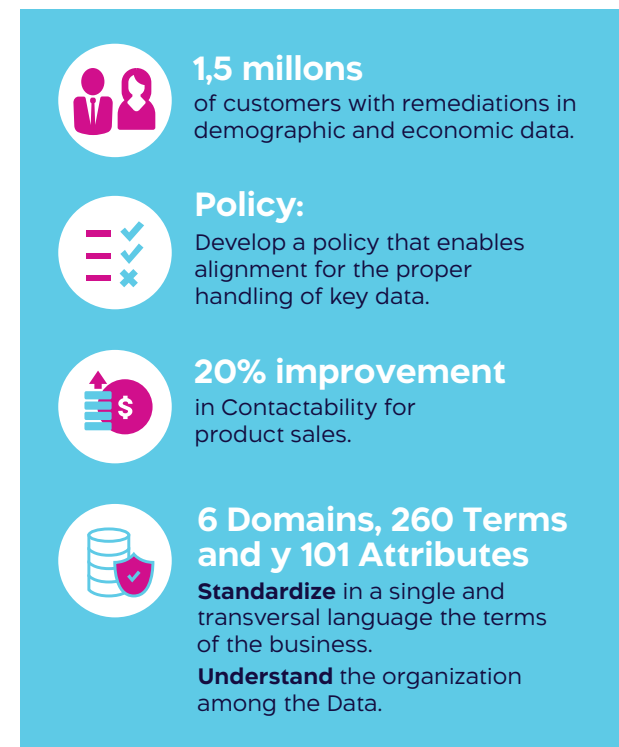 1,5 millons
of customers with remediations in
demographic and economic data.
Policy:
Develop a policy that enables
alignment for the proper
handling of key data.
20% improvement
in Contactability for
product sales.
$
6 Domains, 260 Terms
and y 101 Attributes
Standardize in a single and
transversal language the terms
of the business.
Understand the organization
among the Data.